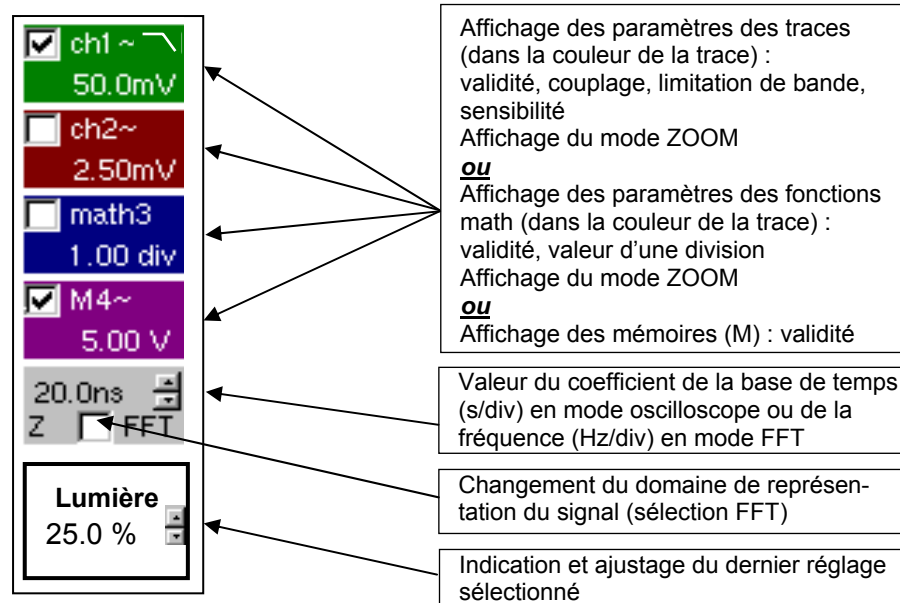 ch1 ~
50.0mV
ch2~
2.50mV
math3
1.00 div
M4~
5.00 V
20.0ns
Z FFT
Lumière
25.0 %
Affichage des paramètres des traces
(dans la couleur de la trace) :
validité, couplage, limitation de bande,
sensibilité
Affichage du mode ZOOM
ou
Affichage des paramètres des fonctions
math (dans la couleur de la trace) :
validité, valeur d'une division
Affichage du mode ZOOM
ou
Affichage des mémoires (M) : validité
Valeur du coefficient de la base de temps
(s/div) en mode oscilloscope ou de la
fréquence (Hz/div) en mode FFT
Changement du domaine de représen-
tation du signal (sélection FFT)
Indication et ajustage du dernier réglage
sélectionné